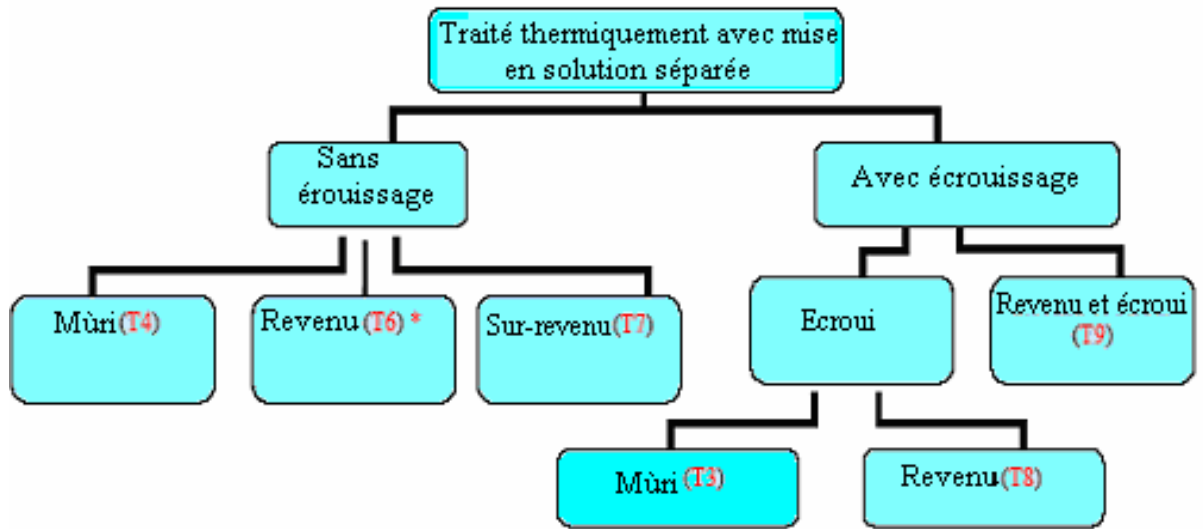 Traité thermiquement avec mise
en solution séparée
Sans
érouissage
Avec écrouissage
Mùri (T4)
Revenu (T6) *
Sur-revenu (T7)
Ecroui
Revenu et écroui
(T9)
Mùri (T3)
Revenu (T8)